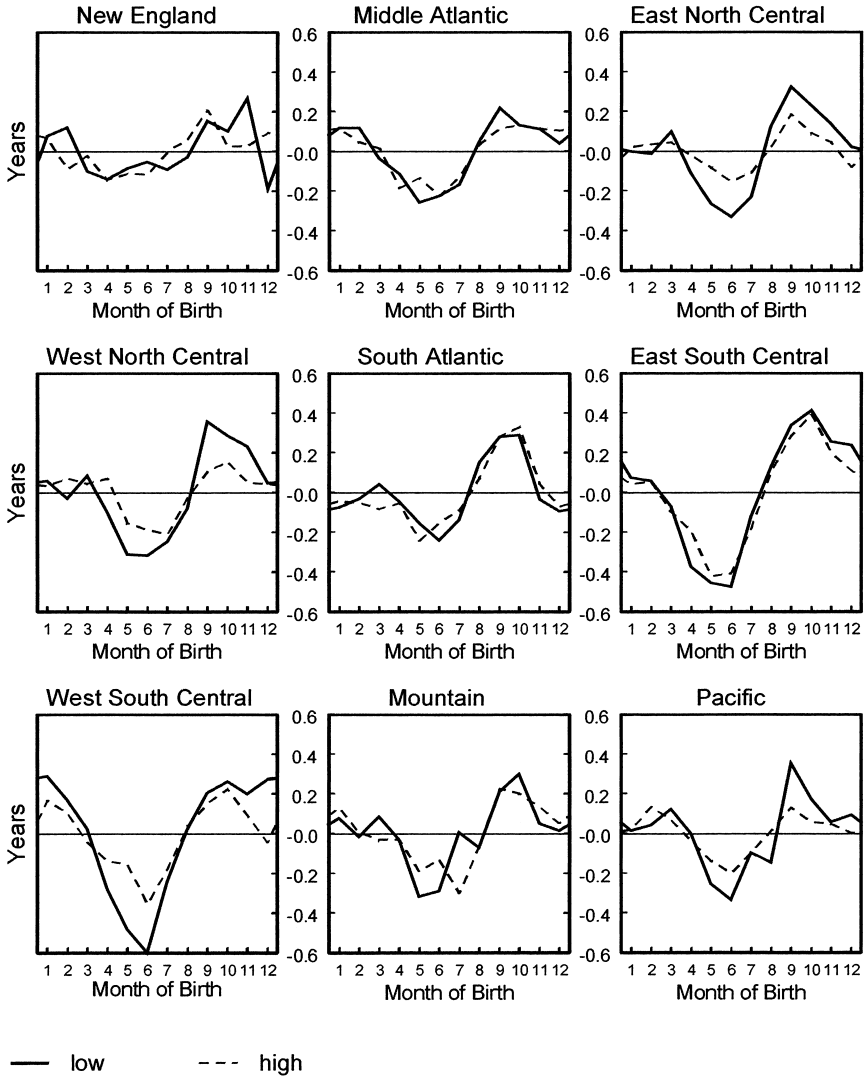 New England Middle Atlantic East North Central
0.6 0.6
0.4 0.4
0.2 0.2
Years -0.0 -0.0
-0.2 -0.2
-0.4 -0.4
-0.6 -0.6
1 2 3 4 5 6 7 8 9 10 11 12 1 2 3 4 5 6 7 8 9 10 11 12 1 2 3 4 5 6 7 8 9 10 11 12
Month of Birth Month of Birth Month of Birth
West North Central South Atlantic East South Central
0.6 0.6
0.4 0.4
0.2 0.2
Years -0.0 -0.0
-0.2 -0.2
-0.4 -0.4
-0.6 -0.6
1 2 3 4 5 6 7 8 9 10 11 12 1 2 3 4 5 6 7 8 9 10 11 12 1 2 3 4 5 6 7 8 9 10 11 12
Month of Birth Month of Birth Month of Birth
West South Central Mountain Pacific
0.6 0.6
0.4 0.4
0.2 0.2
Years -0.0 -0.0
-0.2 -0.2
-0.4 -0.4
-0.6 -0.6
1 2 3 4 5 6 7 8 9 10 11 12 1 2 3 4 5 6 7 8 9 10 11 12 1 2 3 4 5 6 7 8 9 10 11 12
Month of Birth Month of Birth Month of Birth
low high